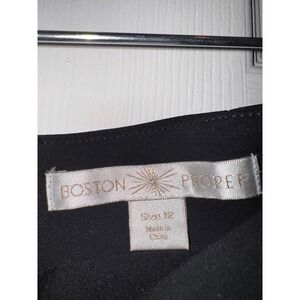 BOSTON PROPER
Size 12
Made in
China